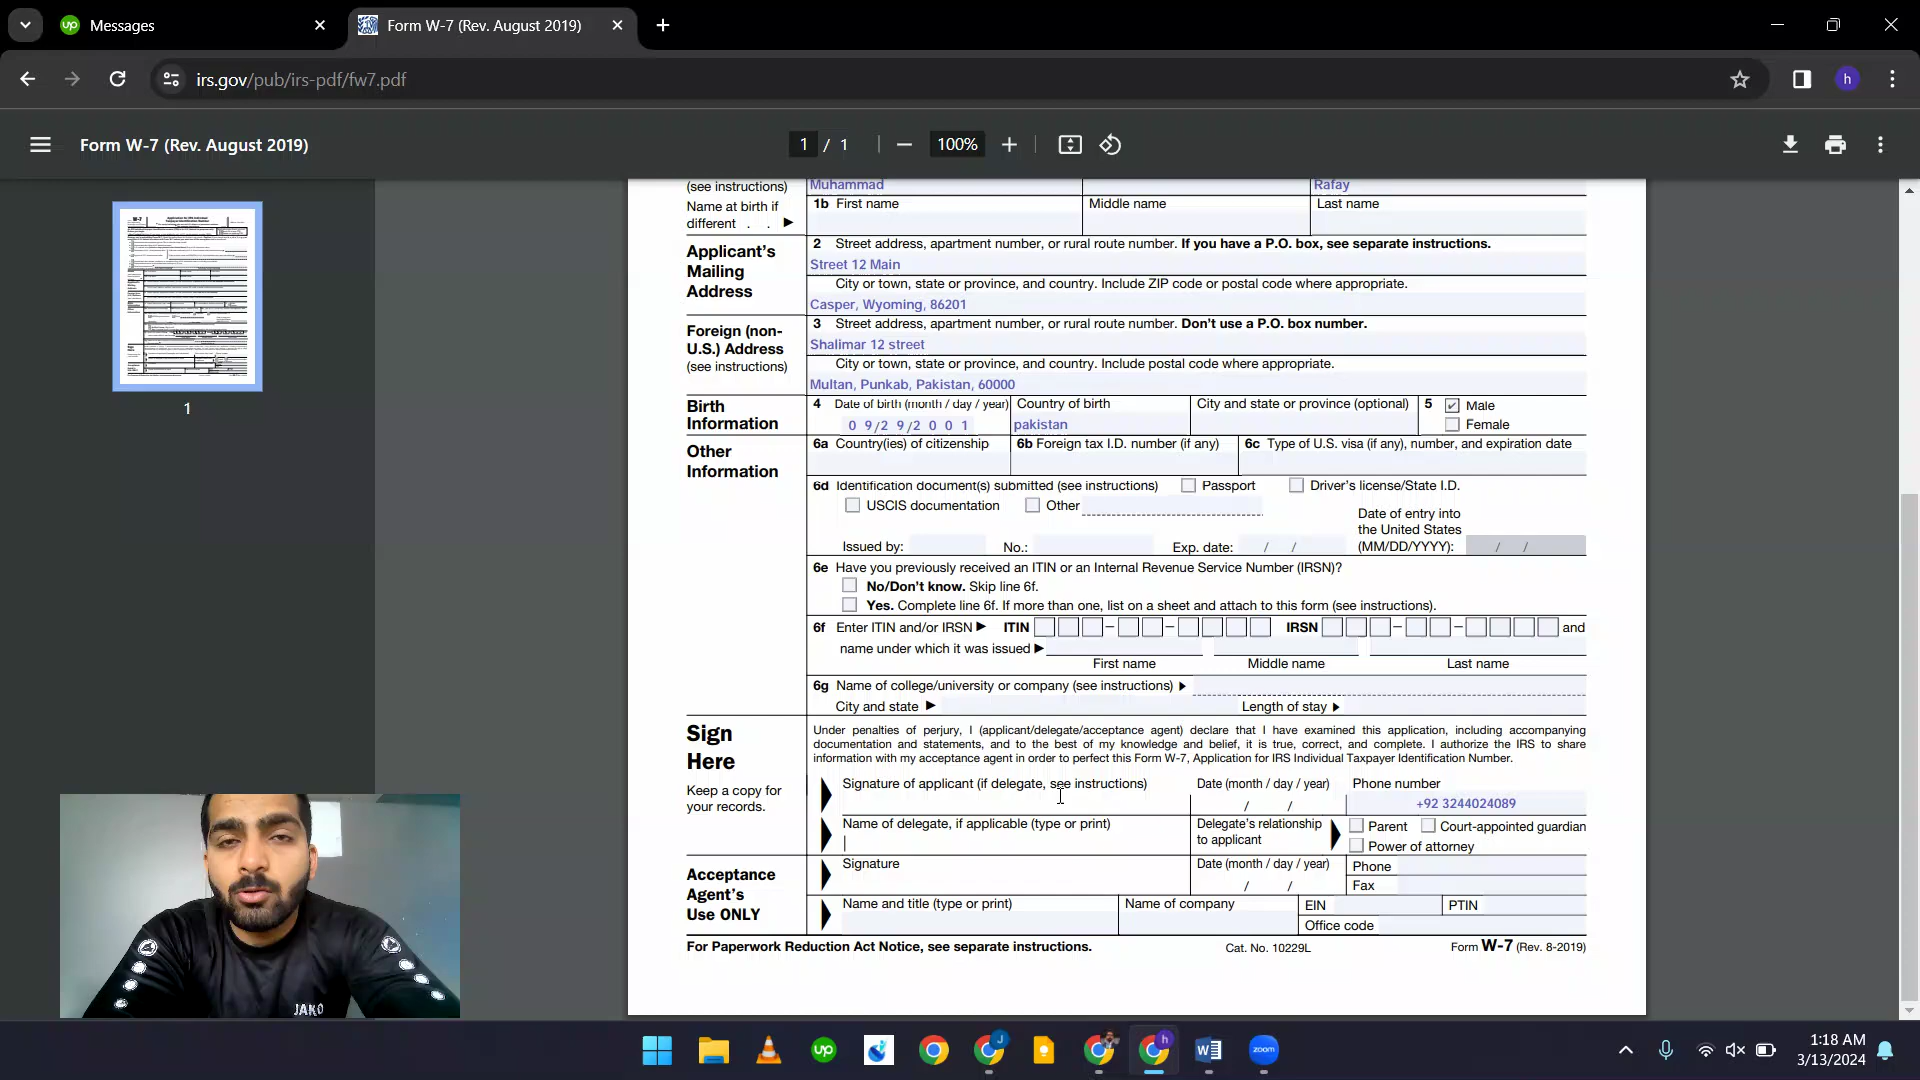 Messages
Form W-7 (Rev. August 2019)
irs.gov/pub/irs-pdf/fw7.pdf
h
Form W-7 (Rev. August 2019)
1 / 1
100%
1
(see instructions) Muhammad Rafay
Name at birth if different . . ► 1b First name Middle name Last name
Applicant's Mailing Address
2 Street address, apartment number, or rural route number. If you have a P.O. box, see separate instructions.
Street 12 Main
City or town, state or province, and country. Include ZIP code or postal code where appropriate.
Casper, Wyoming, 86201
Foreign (non-U.S.) Address
(see instructions)
3 Street address, apartment number, or rural route number. Don't use a P.O. box number.
Shalimar 12 street
City or town, state or province, and country. Include postal code where appropriate.
Multan, Punkab, Pakistan, 60000
Birth Information
4 Date of birth (month / day / year) Country of birth City and state or province (optional) 5 Male
0 9/2 9/2 0 0 1 pakistan Female
Other Information
6a Country(ies) of citizenship 6b Foreign tax I.D. number (if any) 6c Type of U.S. visa (if any), number, and expiration date
6d Identification document(s) submitted (see instructions) Passport Driver's license/State I.D.
USCIS documentation Other
Date of entry into the United States (MM/DD/YYYY): / /
Issued by: No.: Exp. date: / /
6e Have you previously received an ITIN or an Internal Revenue Service Number (IRSN)?
No/Don't know. Skip line 6f.
Yes. Complete line 6f. If more than one, list on a sheet and attach to this form (see instructions).
6f Enter ITIN and/or IRSN ► ITIN – – IRSN – – and
name under which it was issued ►
First name Middle name Last name
6g Name of college/university or company (see instructions) ►
City and state ► Length of stay ►
Sign Here
Keep a copy for your records.
Under penalties of perjury, I (applicant/delegate/acceptance agent) declare that I have examined this application, including accompanying
documentation and statements, and to the best of my knowledge and belief, it is true, correct, and complete. I authorize the IRS to share
information with my acceptance agent in order to perfect this Form W-7, Application for IRS Individual Taxpayer Identification Number.
Signature of applicant (if delegate, see instructions) Date (month / day / year) Phone number
/ / +92 3244024089
Name of delegate, if applicable (type or print) Delegate's relationship to applicant Parent Court-appointed guardian
Power of attorney
Acceptance Agent's Use ONLY
Signature Date (month / day / year) Phone
/ / Fax
Name and title (type or print) Name of company EIN PTIN
Office code
For Paperwork Reduction Act Notice, see separate instructions. Cat. No. 10229L Form W-7 (Rev. 8-2019)
JAKO
up
J
h
zoom
1:18 AM
3/13/2024